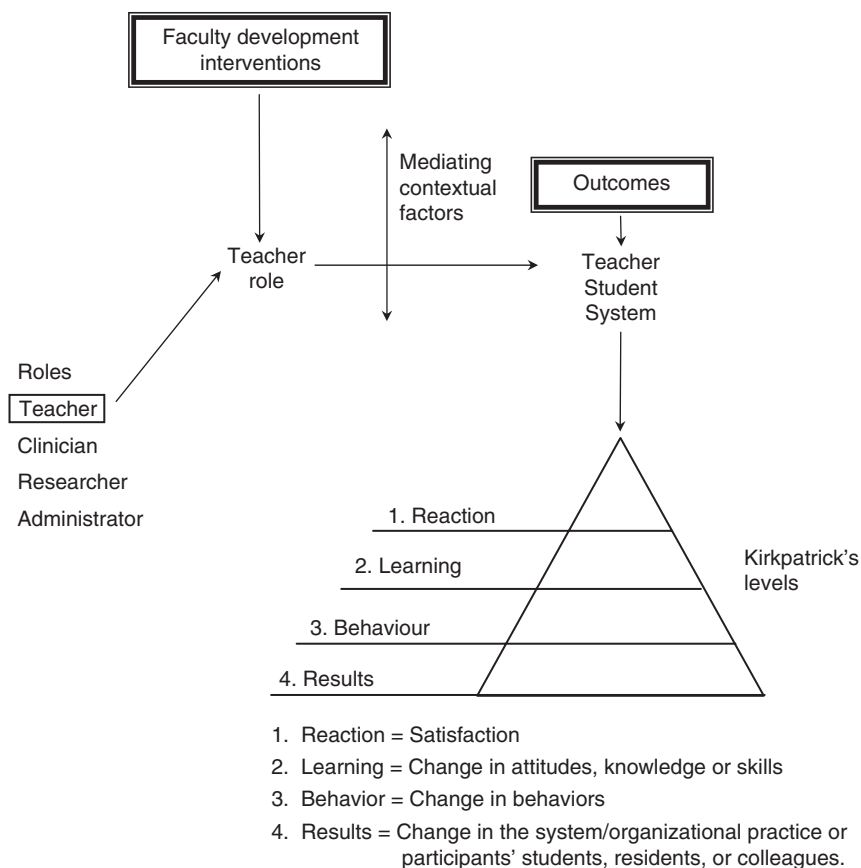 Faculty development
interventions
Mediating
contextual
factors
Outcomes
Teacher
role
Teacher
Student
System
Roles
Teacher
Clinician
Researcher
Administrator
1. Reaction
2. Learning
3. Behaviour
4. Results
Kirkpatrick's
levels
1. Reaction = Satisfaction
2. Learning = Change in attitudes, knowledge or skills
3. Behavior = Change in behaviors
4. Results = Change in the system/organizational practice or
participants' students, residents, or colleagues.